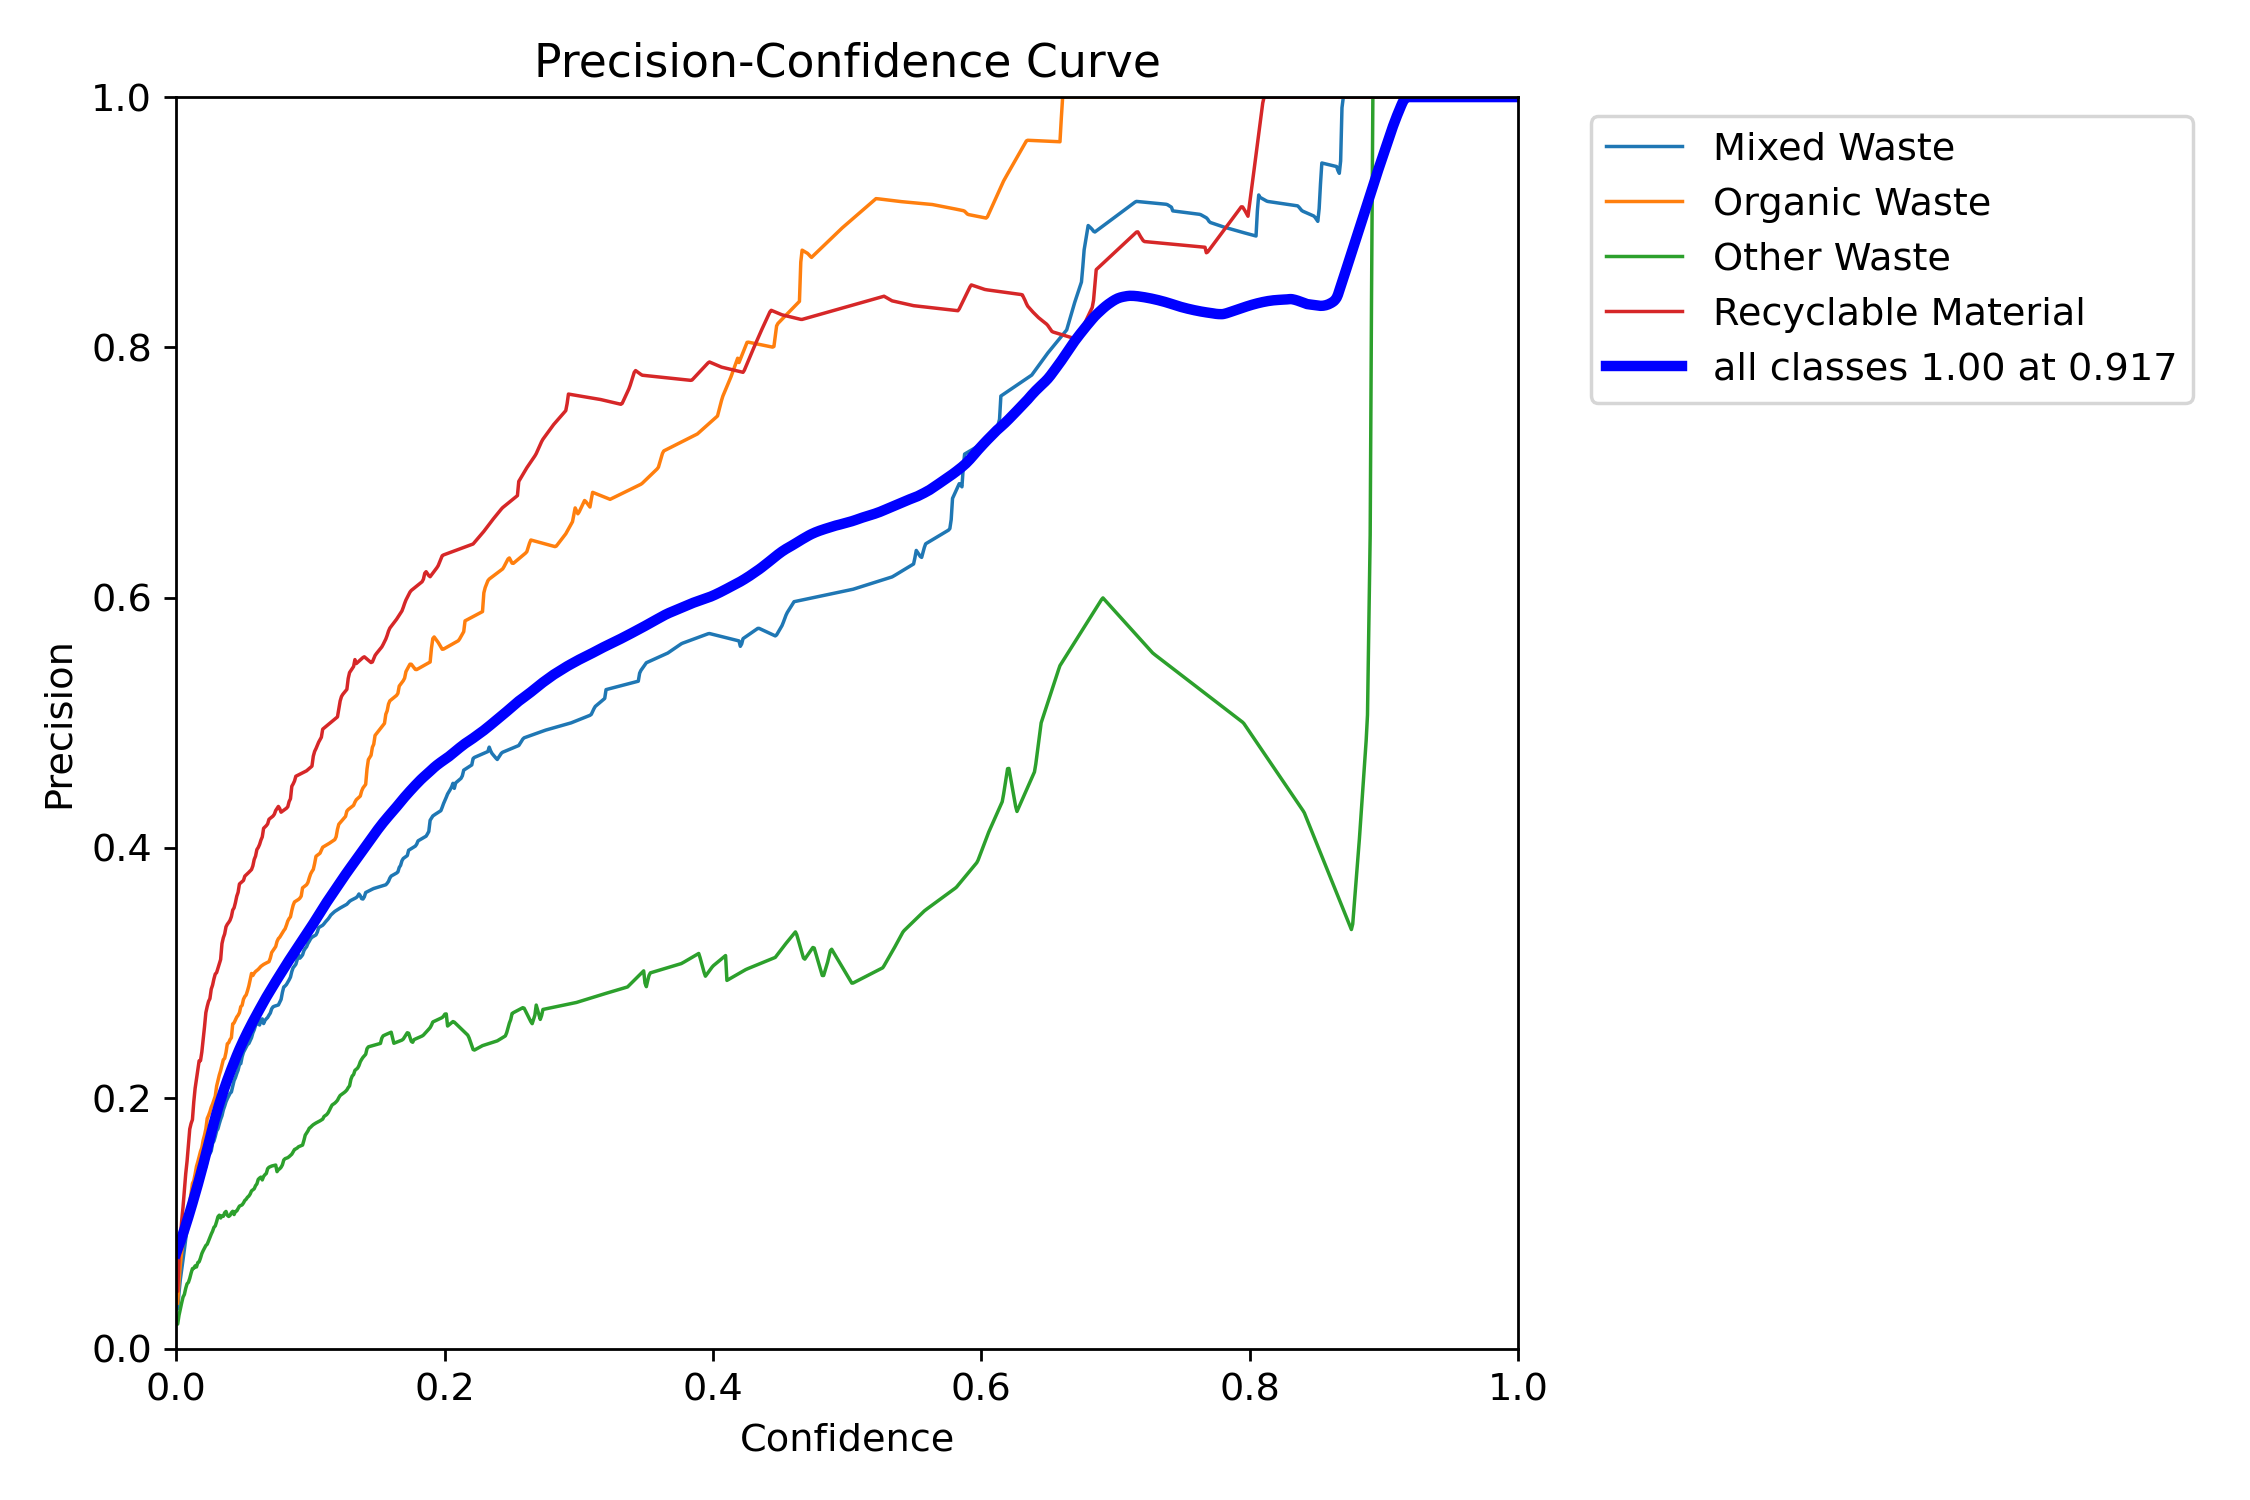 Precision-Confidence Curve
1.0
0.8
0.6
0.4
0.2
0.0
Precision
0.0 0.2 0.4 0.6 0.8 1.0
Confidence
Mixed Waste
Organic Waste
Other Waste
Recyclable Material
all classes 1.00 at 0.917